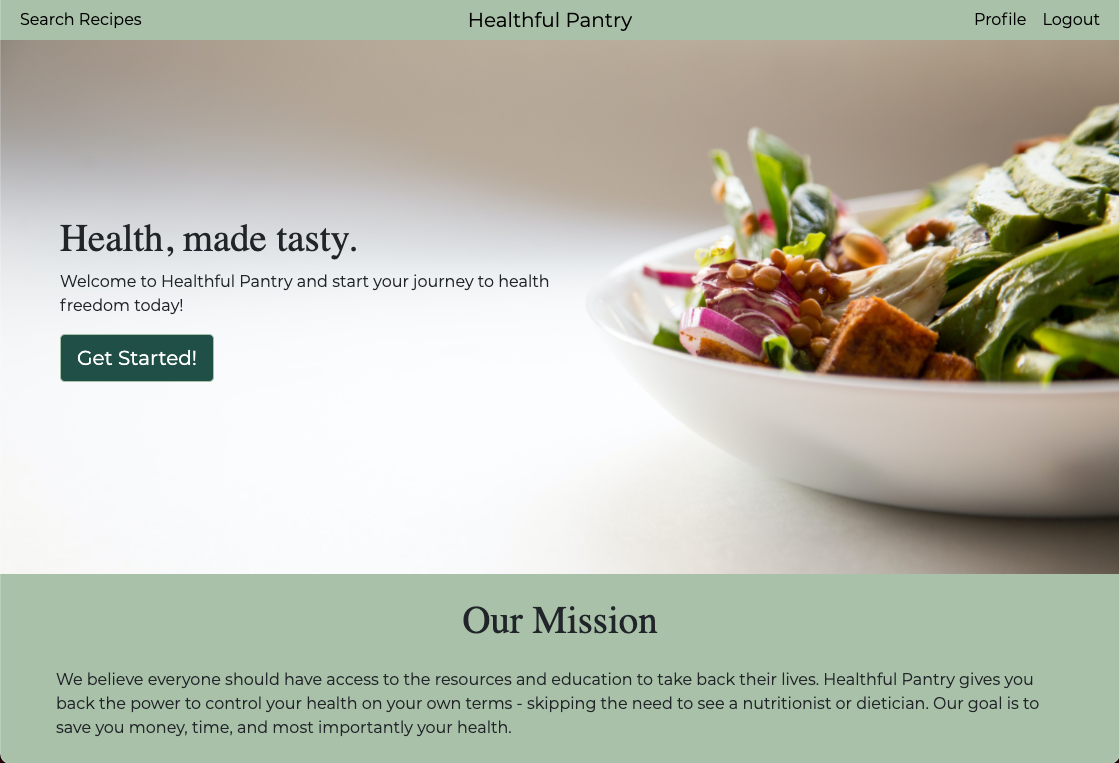 Search Recipes Healthful Pantry Profile Logout
Health, made tasty.
Welcome to Healthful Pantry and start your journey to health
freedom today!
Get Started!
Our Mission
We believe everyone should have access to the resources and education to take back their lives. Healthful Pantry gives you
back the power to control your health on your own terms - skipping the need to see a nutritionist or dietician. Our goal is to
save you money, time, and most importantly your health.